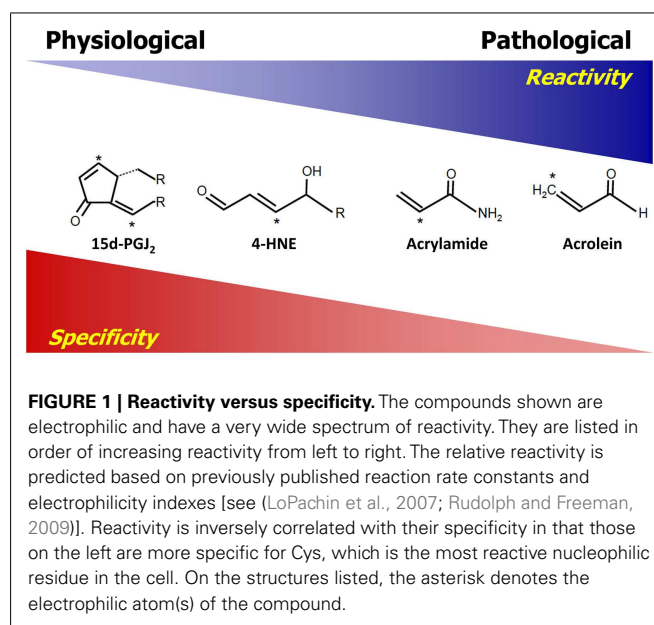 Physiological Pathological
Reactivity
* OH * O
O R H₂C
R NH₂ H
O * R *
*
15d-PGJ₂ 4-HNE Acrylamide Acrolein
Specificity
FIGURE 1 | Reactivity versus specificity. The compounds shown are
electrophilic and have a very wide spectrum of reactivity. They are listed in
order of increasing reactivity from left to right. The relative reactivity is
predicted based on previously published reaction rate constants and
electrophilicity indexes [see (LoPachin et al., 2007; Rudolph and Freeman,
2009)]. Reactivity is inversely correlated with their specificity in that those
on the left are more specific for Cys, which is the most reactive nucleophilic
residue in the cell. On the structures listed, the asterisk denotes the
electrophilic atom(s) of the compound.